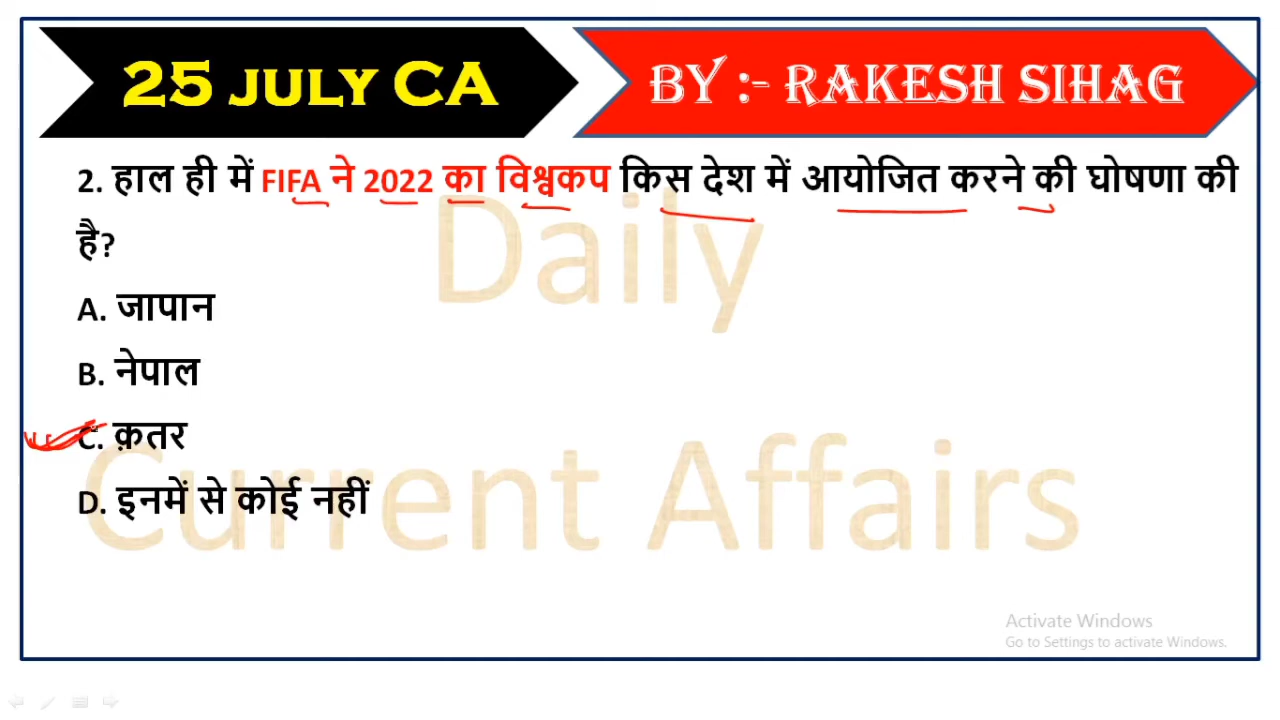 25 JULY CA
BY :- RAKESH SIHAG
2. हाल ही में FIFA ने 2022 का विश्वकप किस देश में आयोजित करने की घोषणा की
है?
A. जापान
B. नेपाल
C. क़तर
D. इनमें से कोई नहीं
Daily
Current Affairs
Activate Windows
Go to Settings to activate Windows.